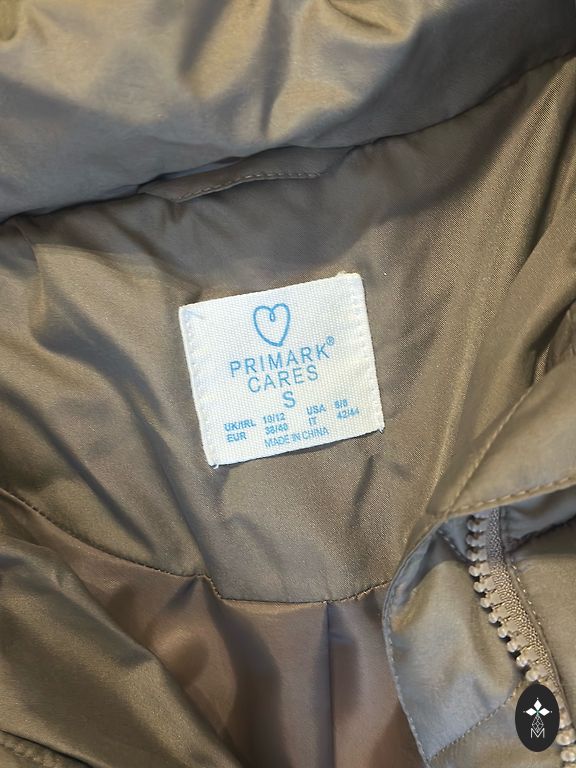 PRIMARK®
CARES
S
UK/IRL 10/12 USA 6/8
EUR 38/40 IT 42/44
MADE IN CHINA
M